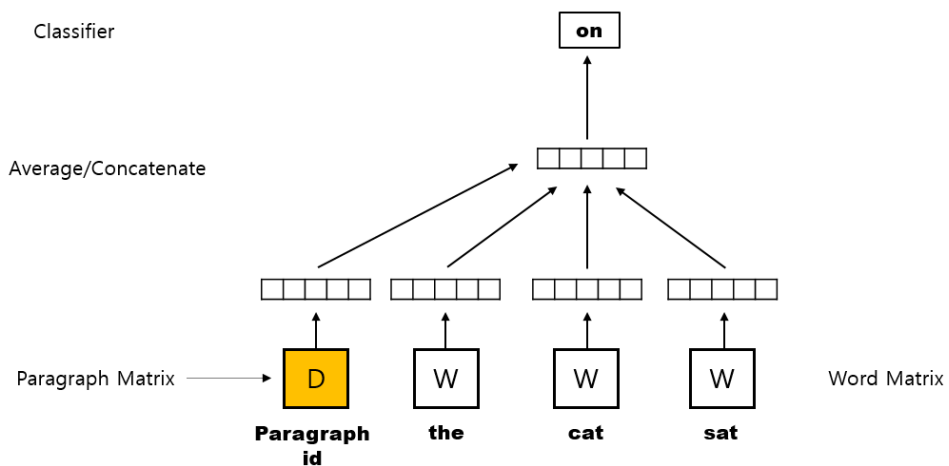 Classifier
on
Average/Concatenate
Paragraph Matrix
D
W
W
W
Word Matrix
Paragraph
id
the
cat
sat